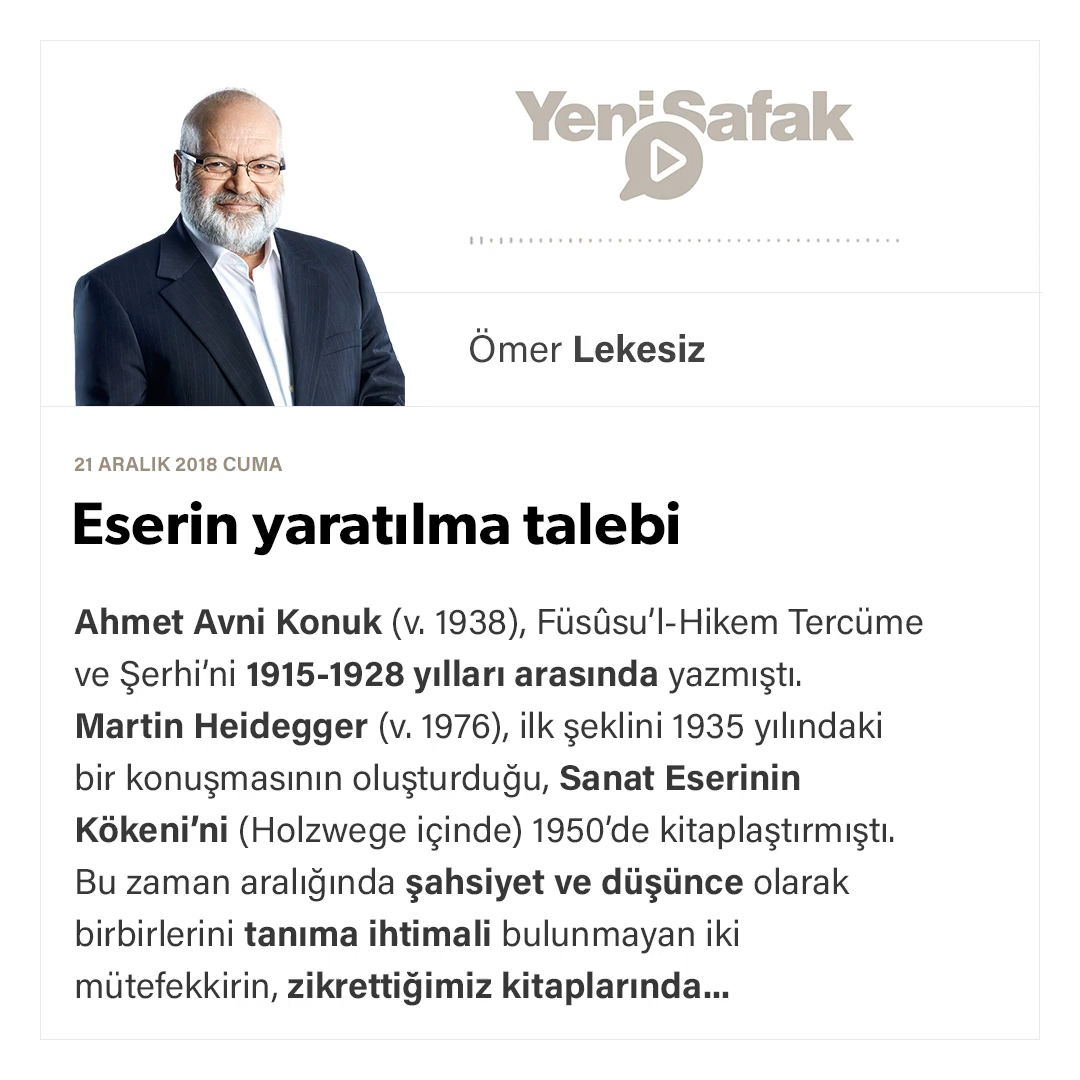 YeniSafak
Ömer Lekesiz
21 ARALIK 2018 CUMA
Eserin yaratılma talebi
Ahmet Avni Konuk (v. 1938), Füsûsu’l-Hikem Tercüme
ve Şerhi’ni 1915-1928 yılları arasında yazmıştı.
Martin Heidegger (v. 1976), ilk şeklini 1935 yılındaki
bir konuşmasının oluşturduğu, Sanat Eserinin
Kökeni’ni (Holzwege içinde) 1950’de kitaplaştırmıştı.
Bu zaman aralığında şahsiyet ve düşünce olarak
birbirlerini tanıma ihtimali bulunmayan iki
mütefekkirin, zikrettiğimiz kitaplarında...